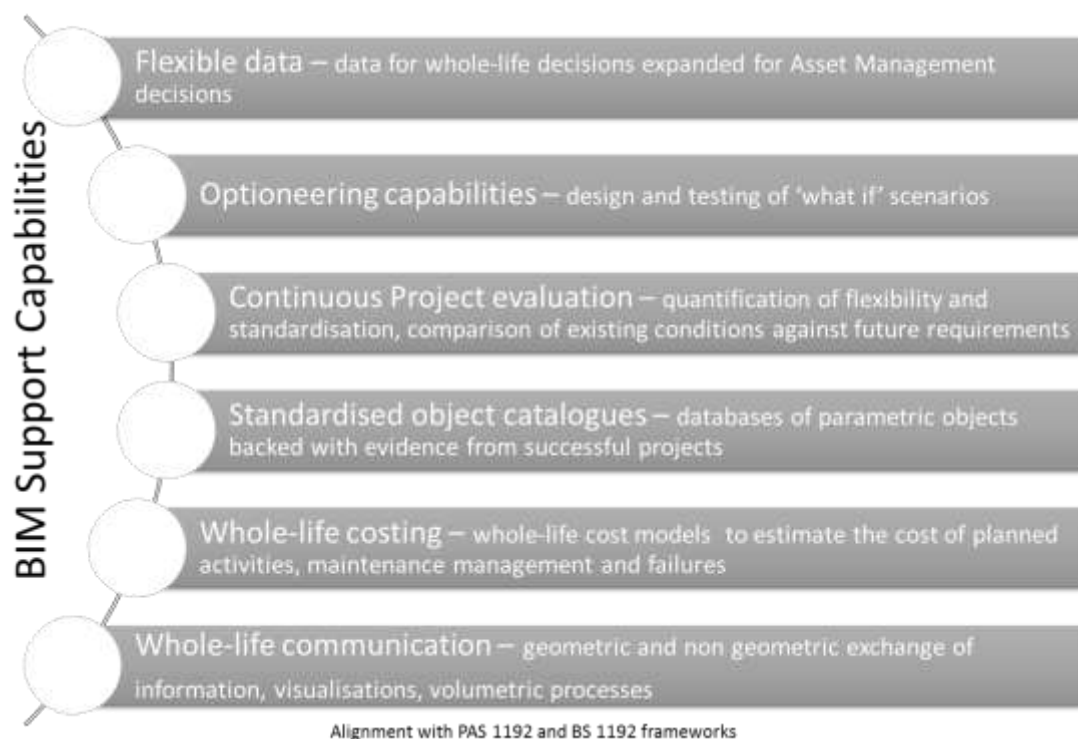 BIM Support Capabilities
Flexible data – data for whole-life decisions expanded for Asset Management
decisions
Optioneering capabilities – design and testing of ‘what if’ scenarios
Continuous Project evaluation – quantification of flexibility and
standardisation, comparison of existing conditions against future requirements
Standardised object catalogues – databases of parametric objects
backed with evidence from successful projects
Whole-life costing – whole-life cost models to estimate the cost of planned
activities, maintenance management and failures
Whole-life communication – geometric and non geometric exchange of
information, visualisations, volumetric processes
Alignment with PAS 1192 and BS 1192 frameworks